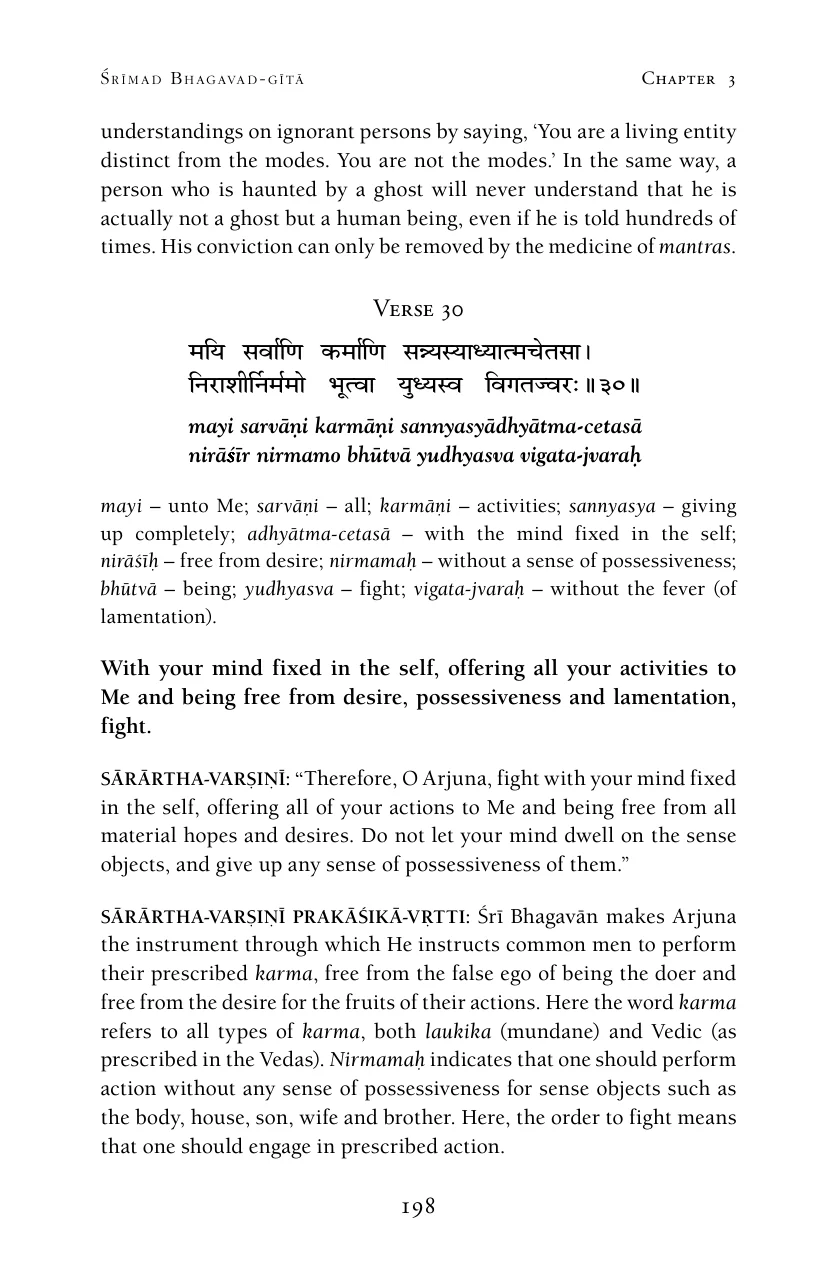 Śrīmad Bhagavad-gītā Chapter 3
understandings on ignorant persons by saying, ‘You are a living entity
distinct from the modes. You are not the modes.’ In the same way, a
person who is haunted by a ghost will never understand that he is
actually not a ghost but a human being, even if he is told hundreds of
times. His conviction can only be removed by the medicine of mantras.
Verse 30
मयि सर्वाणि कर्माणि सन्न्यस्याध्यात्मचेतसा।
निराशीर्निर्ममो भूत्वा युध्यस्व विगतज्वरः॥३०॥
mayi sarvāṇi karmāṇi sannyasyādhyātma-cetasā
nirāśīr nirmamo bhūtvā yudhyasva vigata-jvaraḥ
mayi – unto Me; sarvāṇi – all; karmāṇi – activities; sannyasya – giving
up completely; adhyātma-cetasā – with the mind fixed in the self;
nirāśīḥ – free from desire; nirmamaḥ – without a sense of possessiveness;
bhūtvā – being; yudhyasva – fight; vigata-jvaraḥ – without the fever (of
lamentation).
With your mind fixed in the self, offering all your activities to
Me and being free from desire, possessiveness and lamentation,
fight.
SĀRĀRTHA-VARṢIṆĪ: “Therefore, O Arjuna, fight with your mind fixed
in the self, offering all of your actions to Me and being free from all
material hopes and desires. Do not let your mind dwell on the sense
objects, and give up any sense of possessiveness of them.”
SĀRĀRTHA-VARṢIṆĪ PRAKĀŚIKĀ-VṚTTI: Śrī Bhagavān makes Arjuna
the instrument through which He instructs common men to perform
their prescribed karma, free from the false ego of being the doer and
free from the desire for the fruits of their actions. Here the word karma
refers to all types of karma, both laukika (mundane) and Vedic (as
prescribed in the Vedas). Nirmamaḥ indicates that one should perform
action without any sense of possessiveness for sense objects such as
the body, house, son, wife and brother. Here, the order to fight means
that one should engage in prescribed action.
198